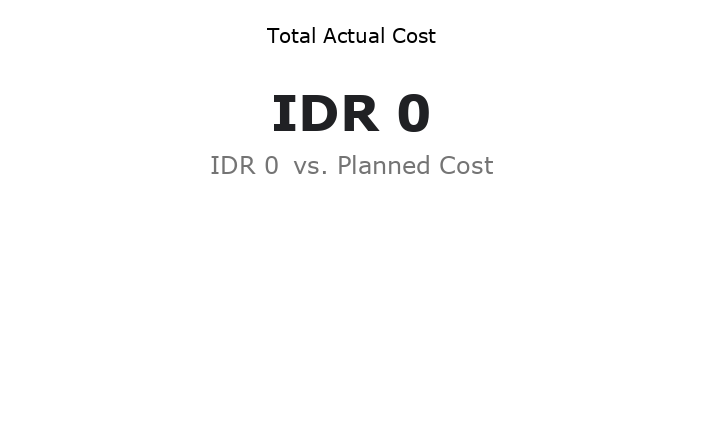 Total Actual Cost
IDR 0
IDR 0 vs. Planned Cost